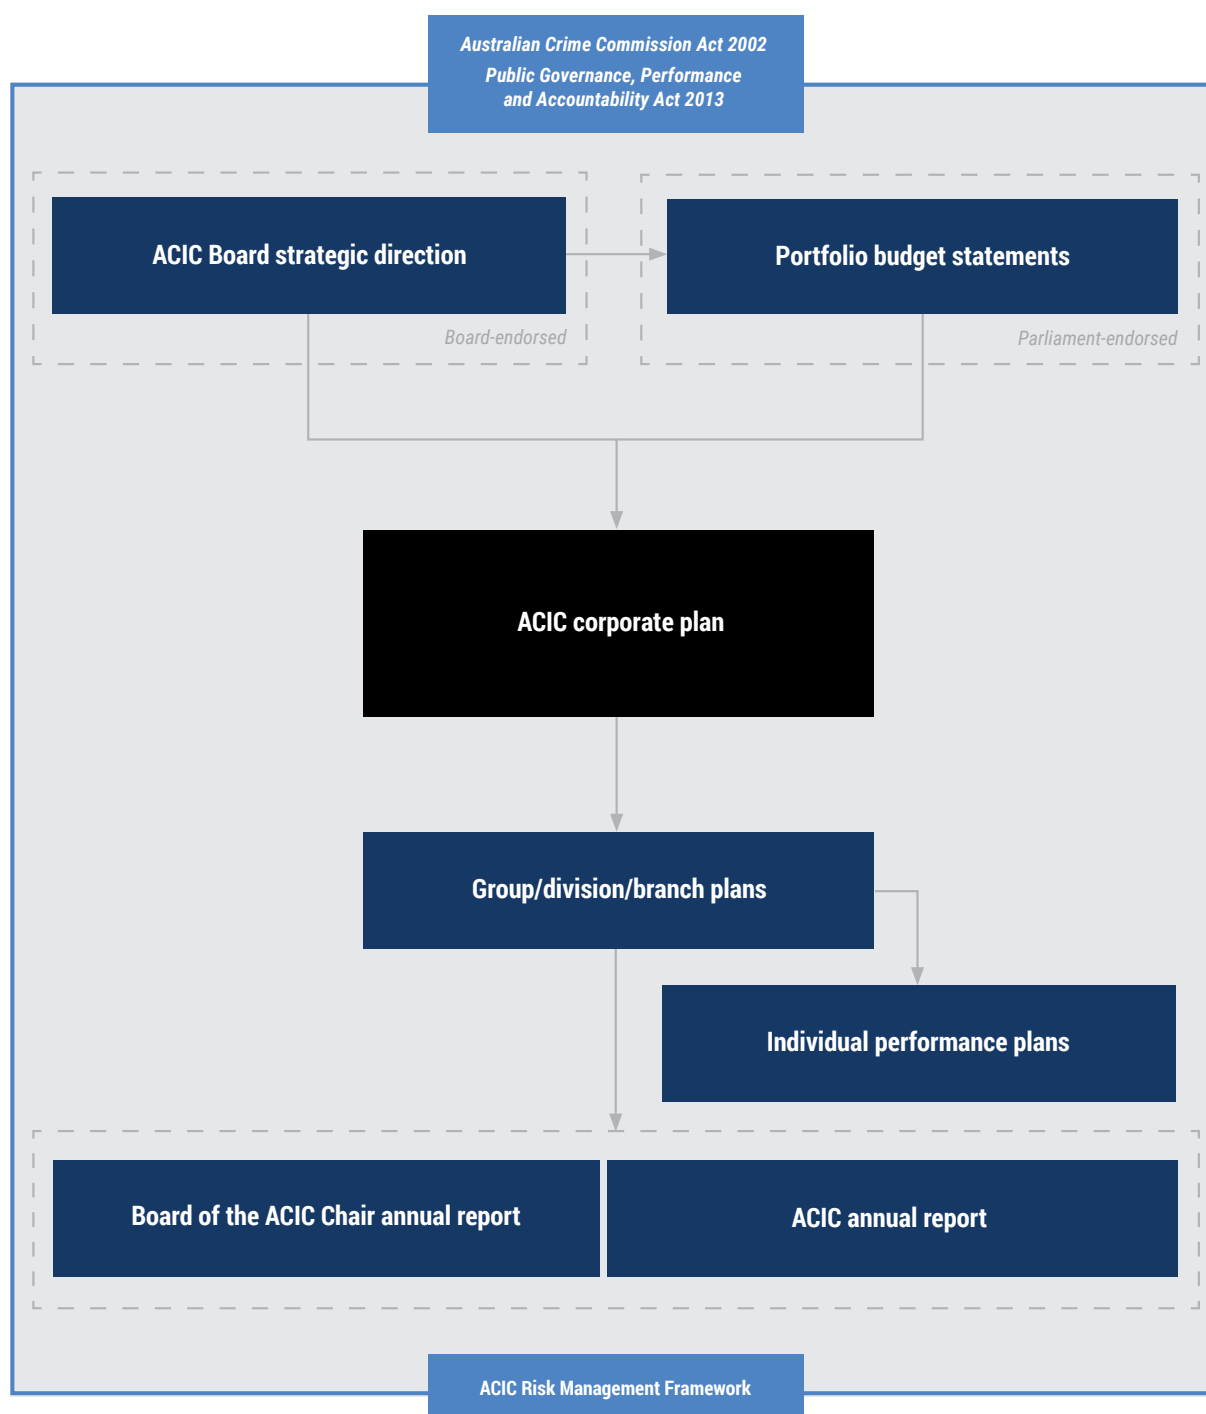 Australian Crime Commission Act 2002
Public Governance, Performance
and Accountability Act 2013
ACIC Board strategic direction
Portfolio budget statements
Board-endorsed
Parliament-endorsed
ACIC corporate plan
Group/division/branch plans
Individual performance plans
Board of the ACIC Chair annual report
ACIC annual report
ACIC Risk Management Framework